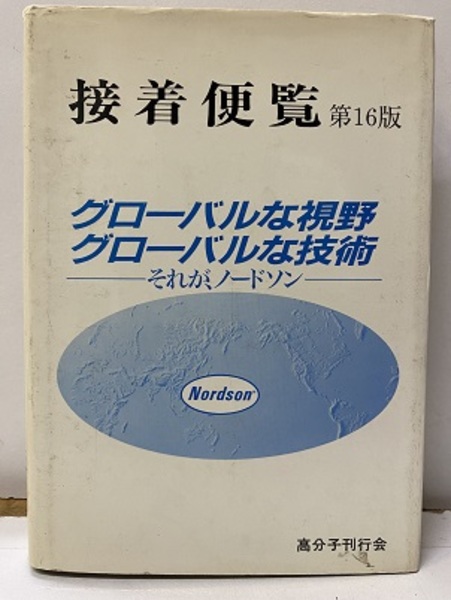 接着便覧 第16版
グローバルな視野
グローバルな技術
それが、ノードソン
Nordson
高分子刊行会